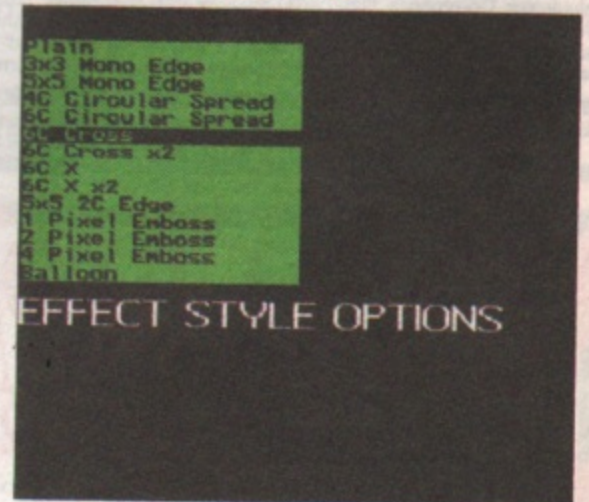 Plain
3x3 Mono Edge
5x5 Mono Edge
4C Circular Spread
6C Circular Spread
6C Cross
6C Cross x2
6C X
6C X x2
5x5 2C Edge
1 Pixel Emboss
2 Pixel Emboss
4 Pixel Emboss
Balloon
EFFECT STYLE OPTIONS